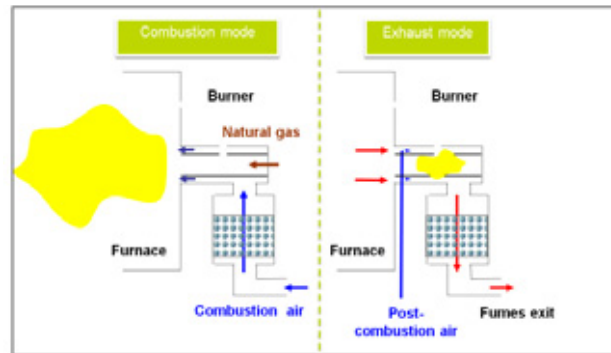 Combustion mode
Burner
Natural gas
Furnace
Combustion air
Exhaust mode
Burner
Furnace
Post-
combustion air
Fumes exit